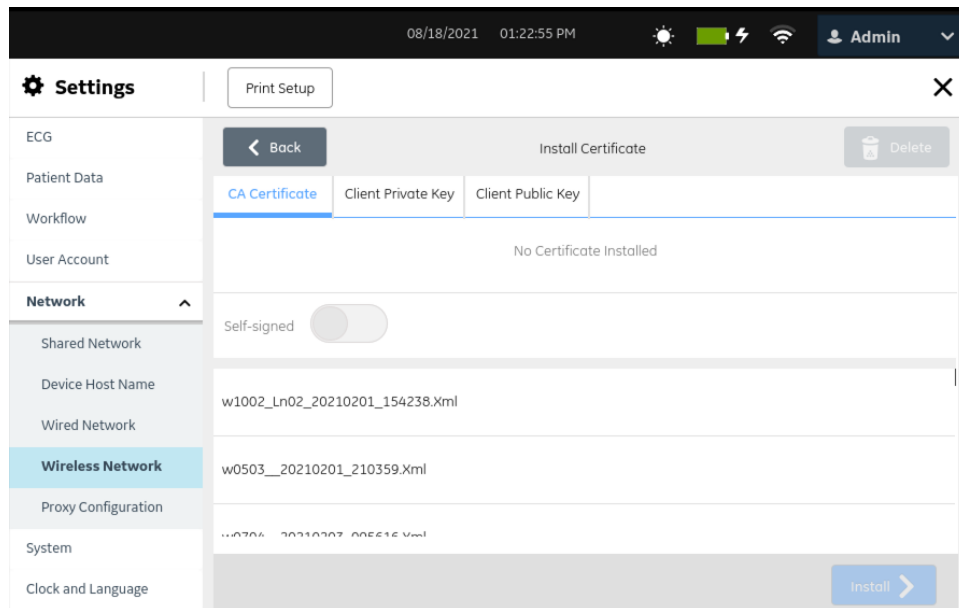 08/18/2021 01:22:55 PM Admin
Settings Print Setup
ECG
Patient Data
Workflow
User Account
Network
Shared Network
Device Host Name
Wired Network
Wireless Network
Proxy Configuration
System
Clock and Language
Back Install Certificate Delete
CA Certificate Client Private Key Client Public Key
No Certificate Installed
Self-signed
w1002_Ln02_20210201_154238.Xml
w0503__20210201_210359.Xml
Install